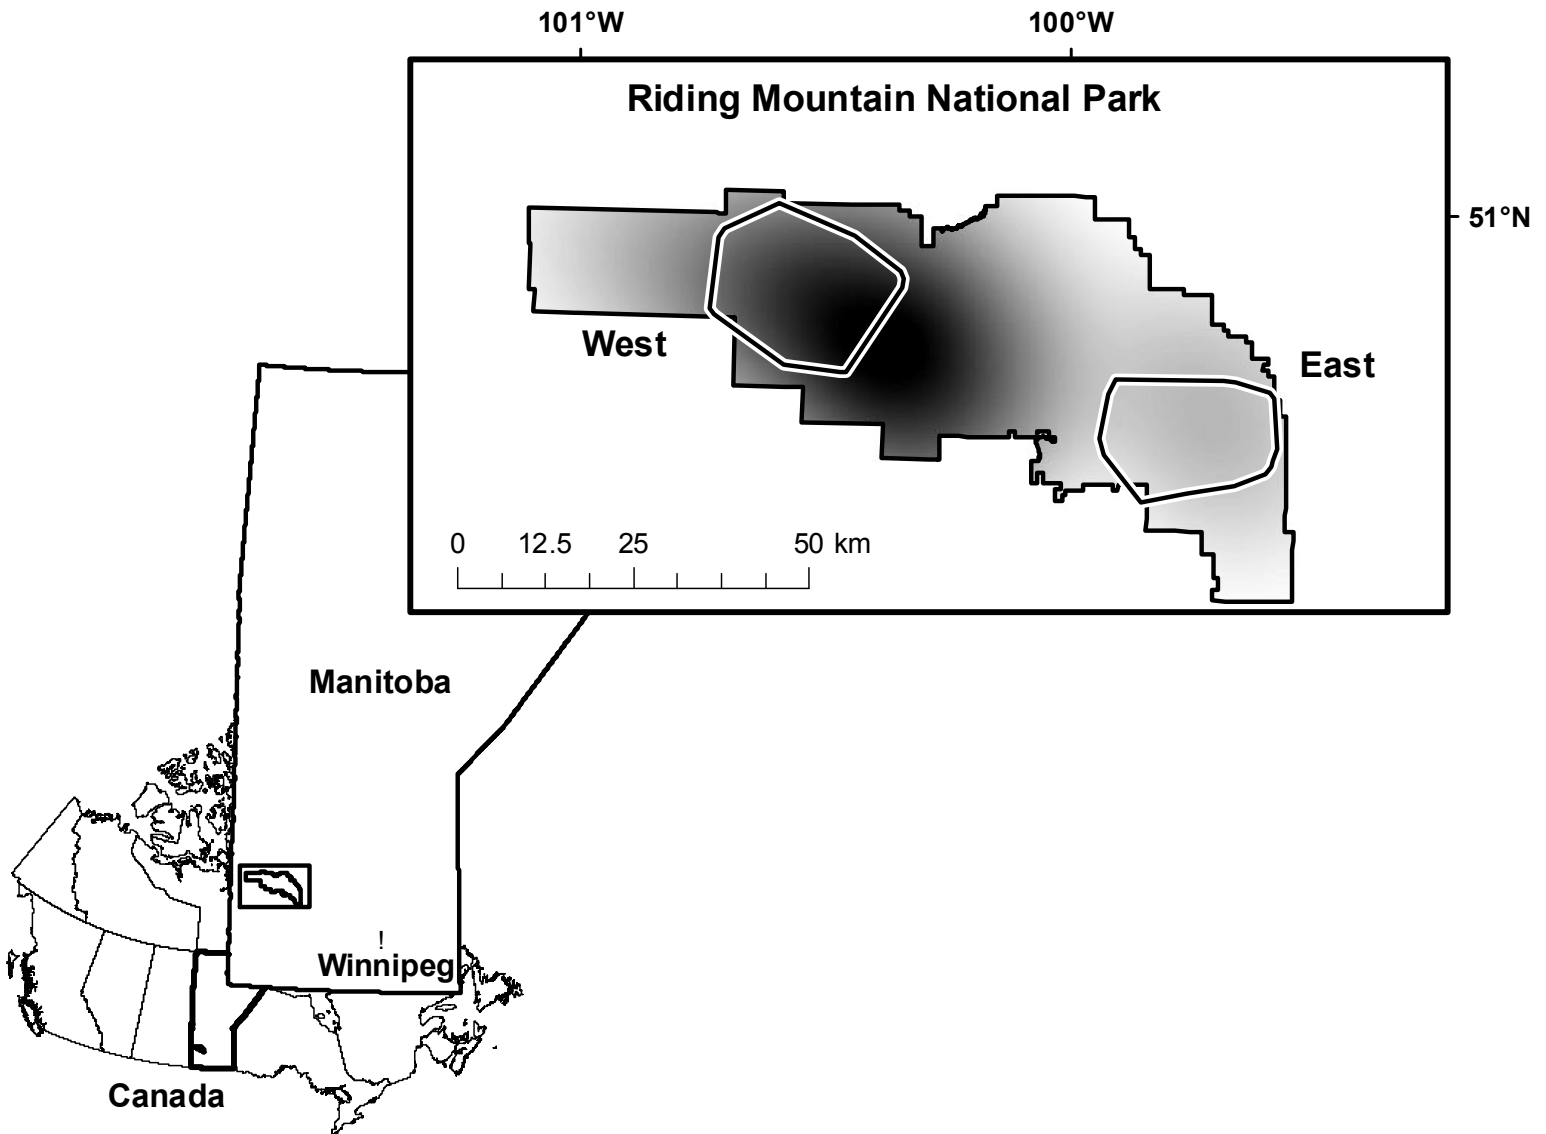 101°W 100°W
Riding Mountain National Park
51°N
West
East
0 12.5 25 50 km
Manitoba
!
Winnipeg
Canada